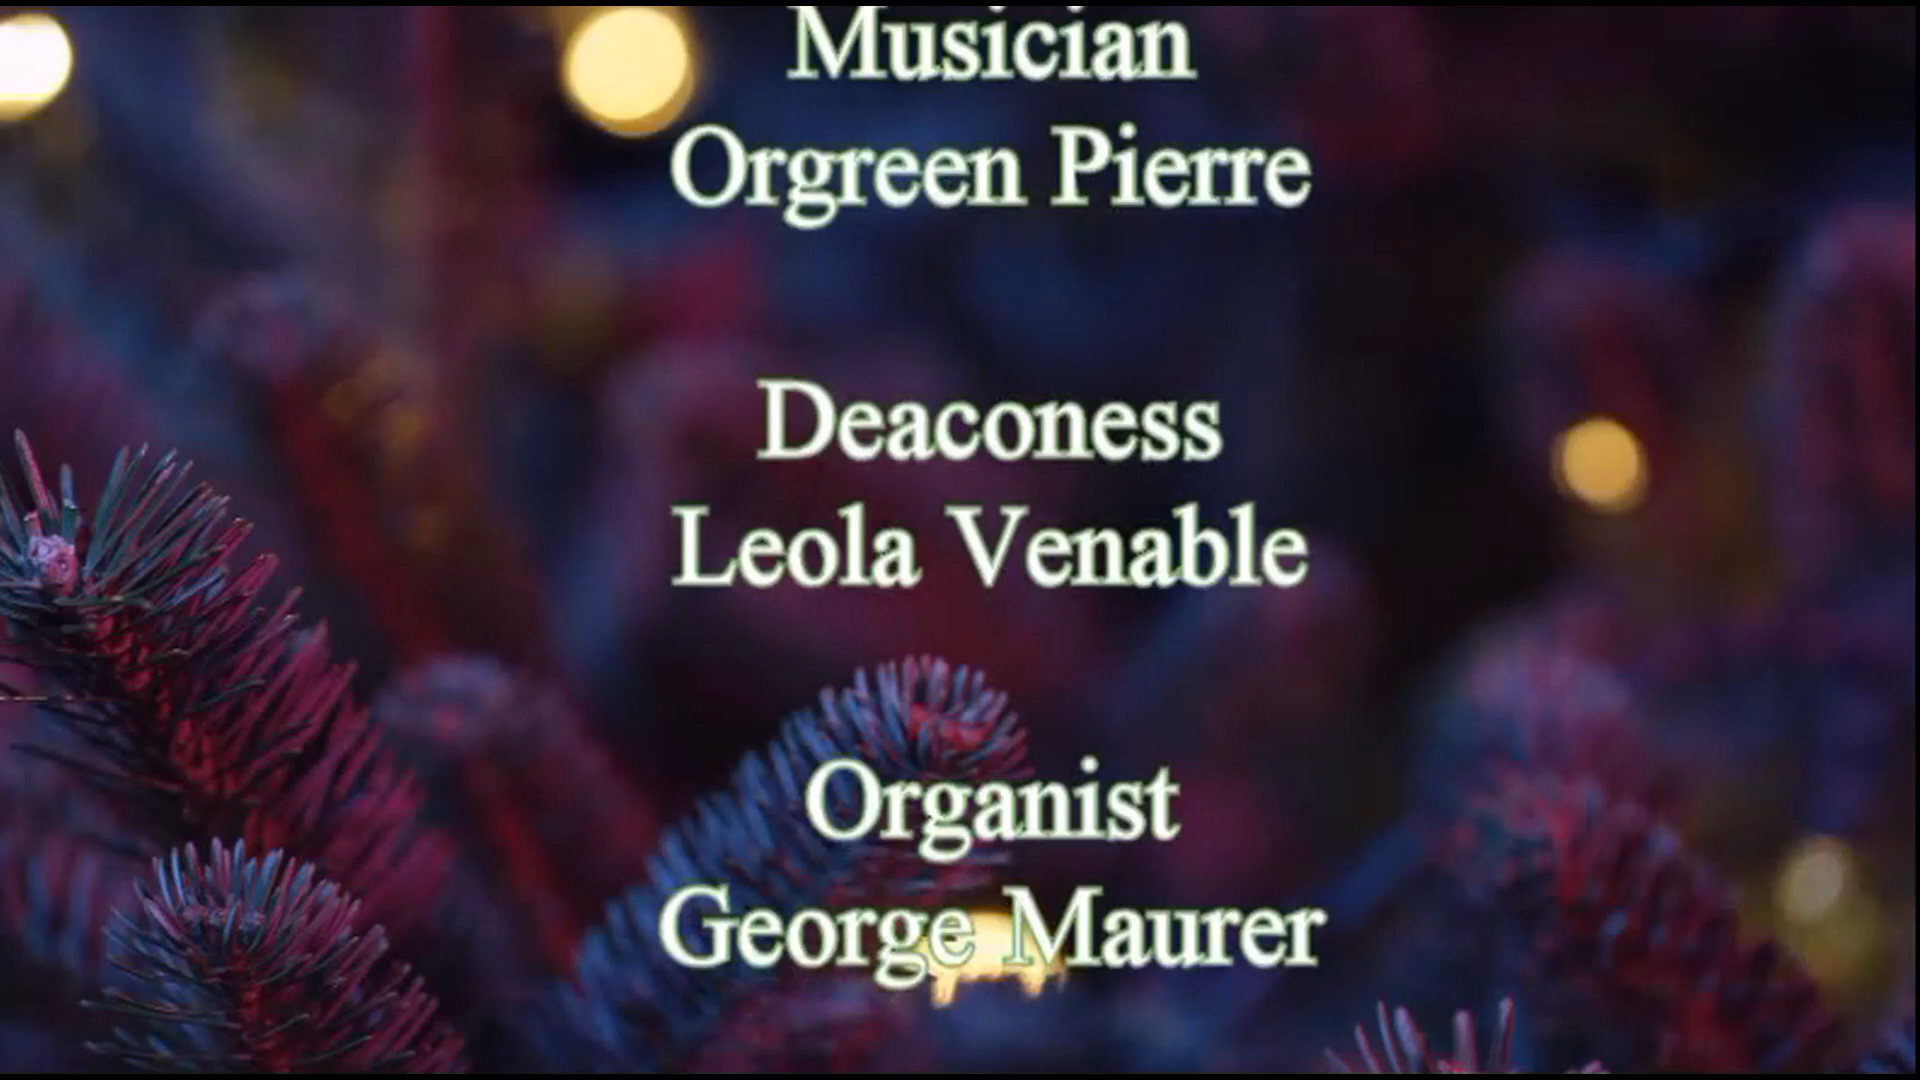 Musician
Orgreen Pierre
Deaconess
Leola Venable
Organist
George Maurer